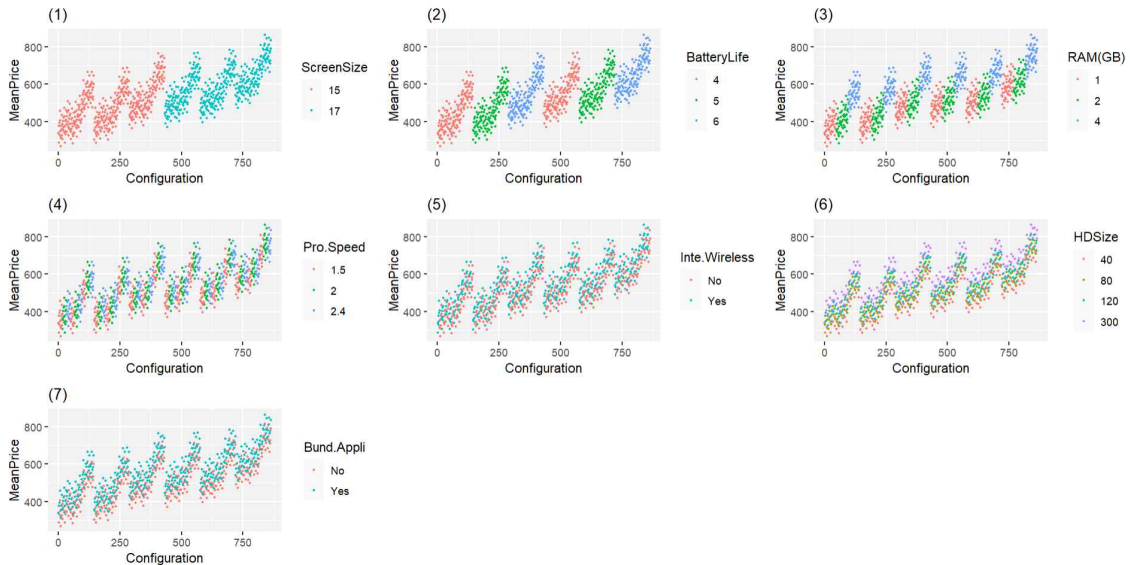 (1)
MeanPrice
800
600
400
0
250
500
750
Configuration
ScreenSize
15
17
(2)
MeanPrice
800
600
400
0
250
500
750
Configuration
BatteryLife
4
5
6
(3)
MeanPrice
800
600
400
0
250
500
750
Configuration
RAM(GB)
1
2
4
(4)
MeanPrice
800
600
400
0
250
500
750
Configuration
Pro.Speed
1.5
2
2.4
(5)
MeanPrice
800
600
400
0
250
500
750
Configuration
Inte.Wireless
No
Yes
(6)
MeanPrice
800
600
400
0
250
500
750
Configuration
HDSize
40
80
120
300
(7)
MeanPrice
800
600
400
0
250
500
750
Configuration
Bund.Appli
No
Yes